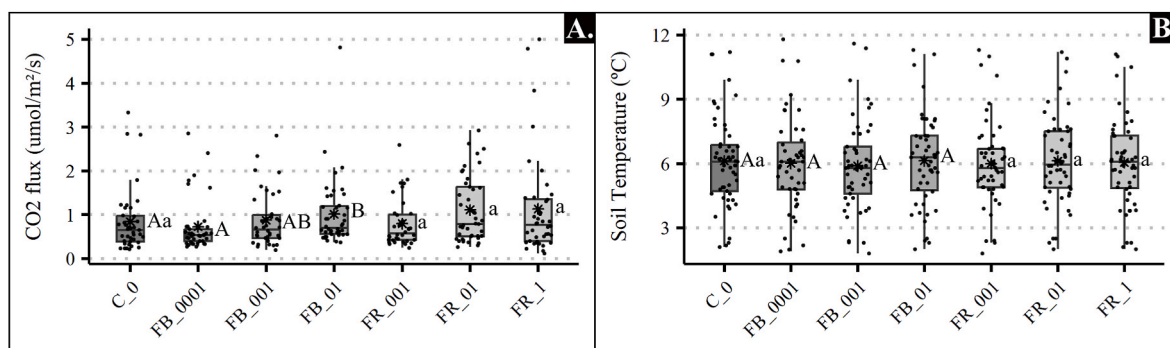 A.
CO2 flux (umol/m²/s)
5
4
3
2
1
0
Aa
A
AB
B
a
a
a
C_0
FB_0001
FB_001
FB_01
FR_001
FR_01
FR_1
B
Soil Temperature (ºC)
12
9
6
3
Aa
A
A
A
a
a
a
C_0
FB_0001
FB_001
FB_01
FR_001
FR_01
FR_1